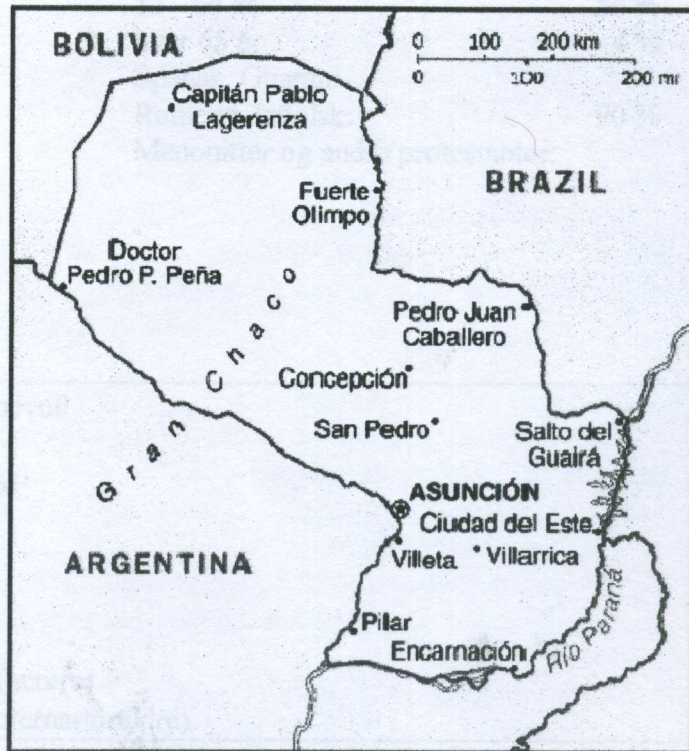 BOLIVIA
0 100 200 km
0 100 200 mi
Capitán Pablo
Lagerenza
BRAZIL
Fuerte
Olimpo
Doctor
Pedro P. Peña
Gran Chaco
Pedro Juan
Caballero
Concepción
San Pedro
Salto del
Guairá
ASUNCIÓN
Ciudad del Este
Villeta
Villarrica
ARGENTINA
Pilar
Encarnación
Río Paraná